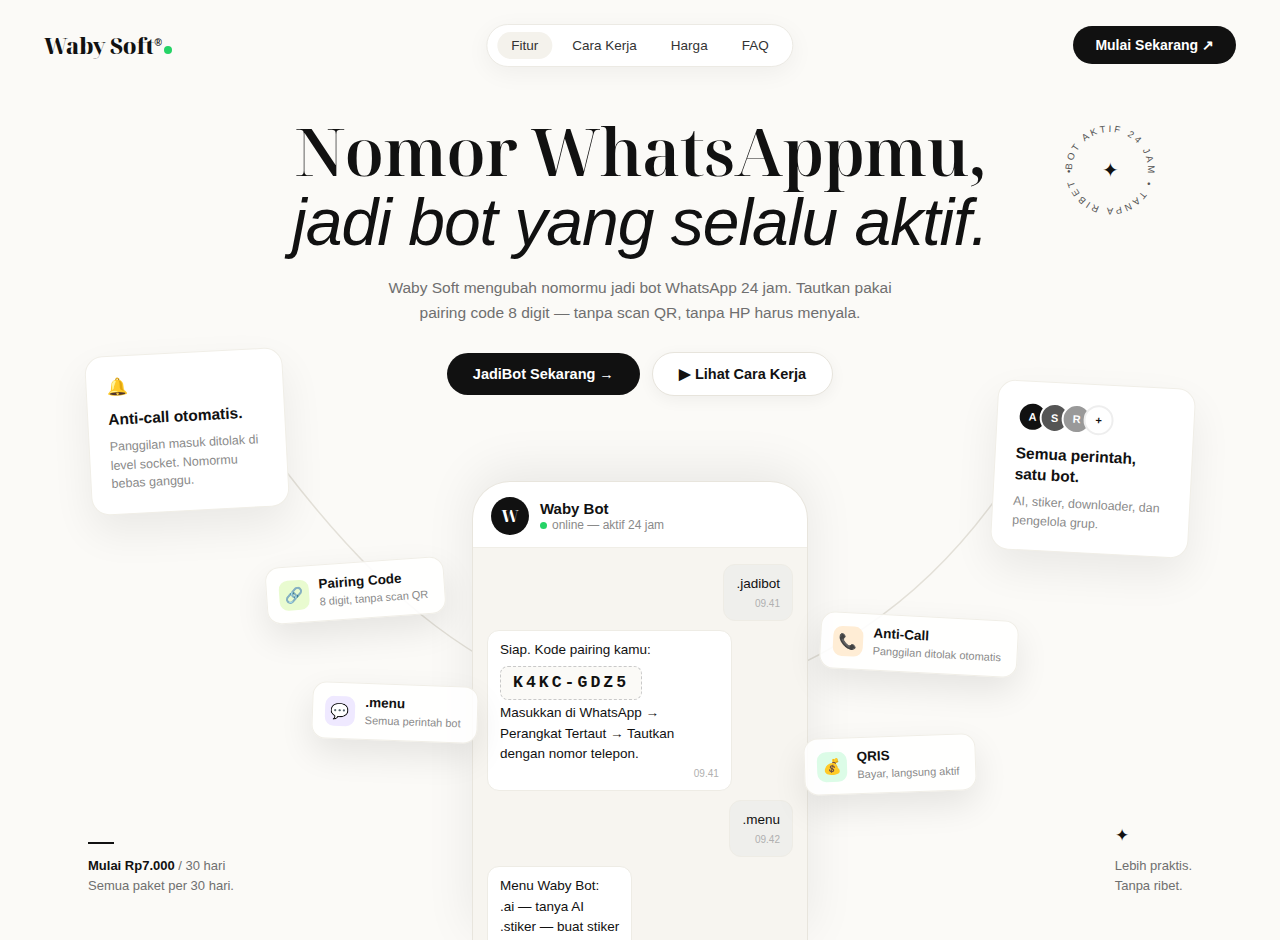 Waby Soft®
Fitur
Cara Kerja
Harga
FAQ
Mulai Sekarang ↗
Nomor WhatsAppmu,
jadi bot yang selalu aktif.
BOT AKTIF 24 JAM • TANPA RIBET •
Waby Soft mengubah nomormu jadi bot WhatsApp 24 jam. Tautkan pakai
pairing code 8 digit — tanpa scan QR, tanpa HP harus menyala.
JadiBot Sekarang →
▶ Lihat Cara Kerja
Anti-call otomatis.
Panggilan masuk ditolak di
level socket. Nomormu
bebas ganggu.
A
S
R
+
Semua perintah,
satu bot.
AI, stiker, downloader, dan
pengelola grup.
W
Waby Bot
online — aktif 24 jam
.jadibot
09.41
Siap. Kode pairing kamu:
K4KC-GDZ5
Masukkan di WhatsApp →
Perangkat Tertaut → Tautkan
dengan nomor telepon.
09.41
.menu
09.42
Menu Waby Bot:
.ai — tanya AI
.stiker — buat stiker
Pairing Code
8 digit, tanpa scan QR
.menu
Semua perintah bot
Anti-Call
Panggilan ditolak otomatis
QRIS
Bayar, langsung aktif
Mulai Rp7.000 / 30 hari
Semua paket per 30 hari.
Lebih praktis.
Tanpa ribet.